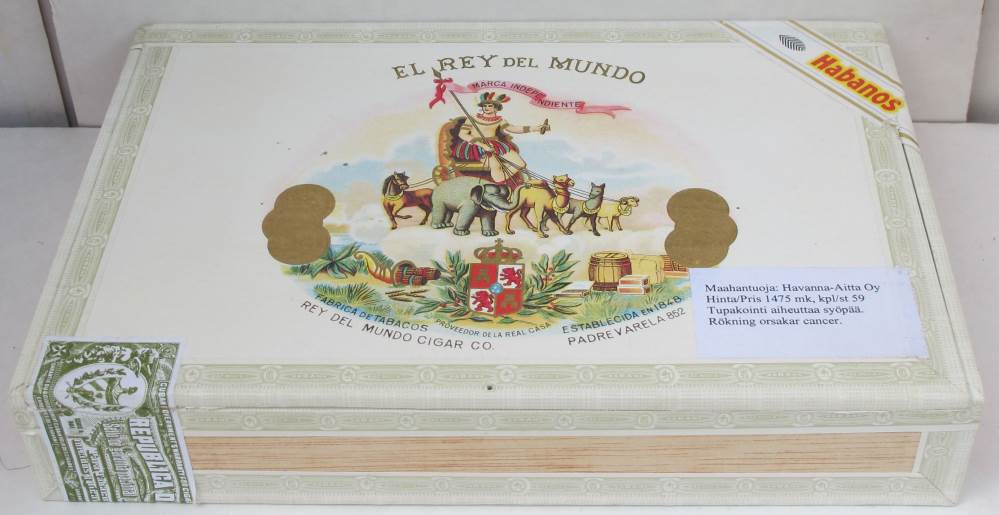 EL REY DEL MUNDO
Habanos
MARCA INDEPENDIENTE
FABRICA DE TABACOS
REY DEL MUNDO CIGAR CO.
PROVEEDOR DE LA REAL CASA
ESTABLECIDA EN 1848
PADRE VARELA 852
Maahantuoja: Havanna-Aitta Oy
Hinta/Pris 1475 mk, kpl/st 59
Tupakointi aiheuttaa syöpää.
Rökning orsakar cancer.
REPUBLICA D